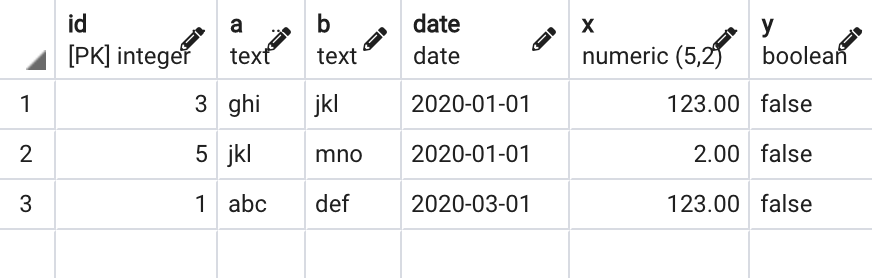 id a b date x y
[PK] integer text text date numeric (5,2) boolean
1 3 ghi jkl 2020-01-01 123.00 false
2 5 jkl mno 2020-01-01 2.00 false
3 1 abc def 2020-03-01 123.00 false